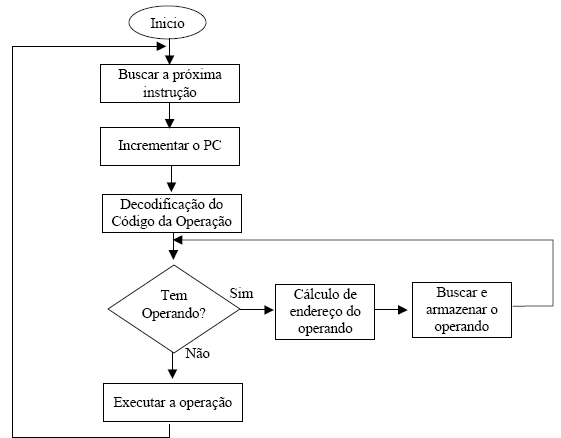 Inicio
Buscar a próxima
instrução
Incrementar o PC
Decodificação do
Código da Operação
Tem
Operando?
Sim
Cálculo de
endereço do
operando
Buscar e
armazenar o
operando
Não
Executar a operação